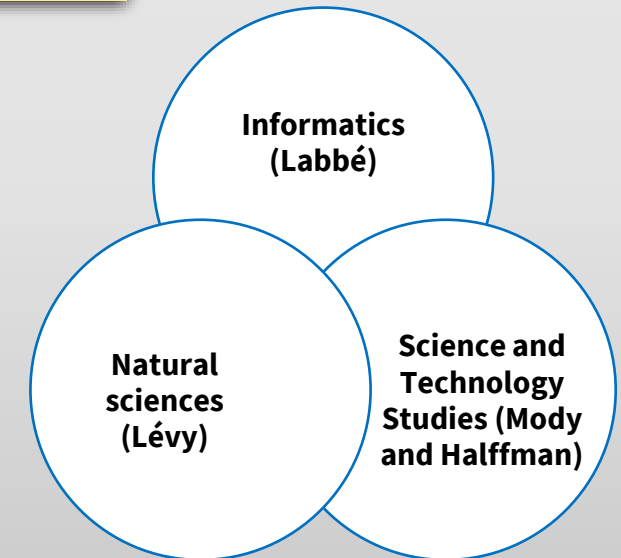 Informatics
(Labbé)
Natural
sciences
(Lévy)
Science and
Technology
Studies (Mody
and Halffman)